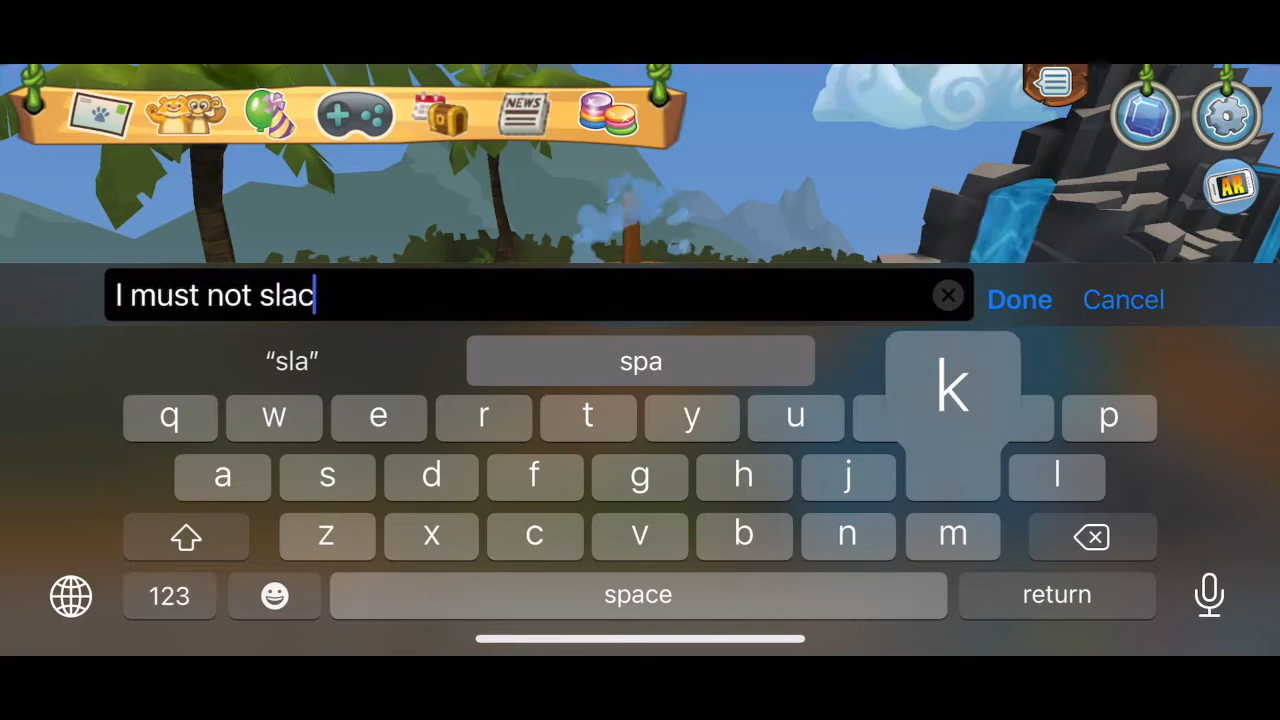 NEWS
AR
I must not slac
Done
Cancel
“sla”
spa
k
q w e r t y u p
a s d f g h j l
z x c v b n m
123
space
return